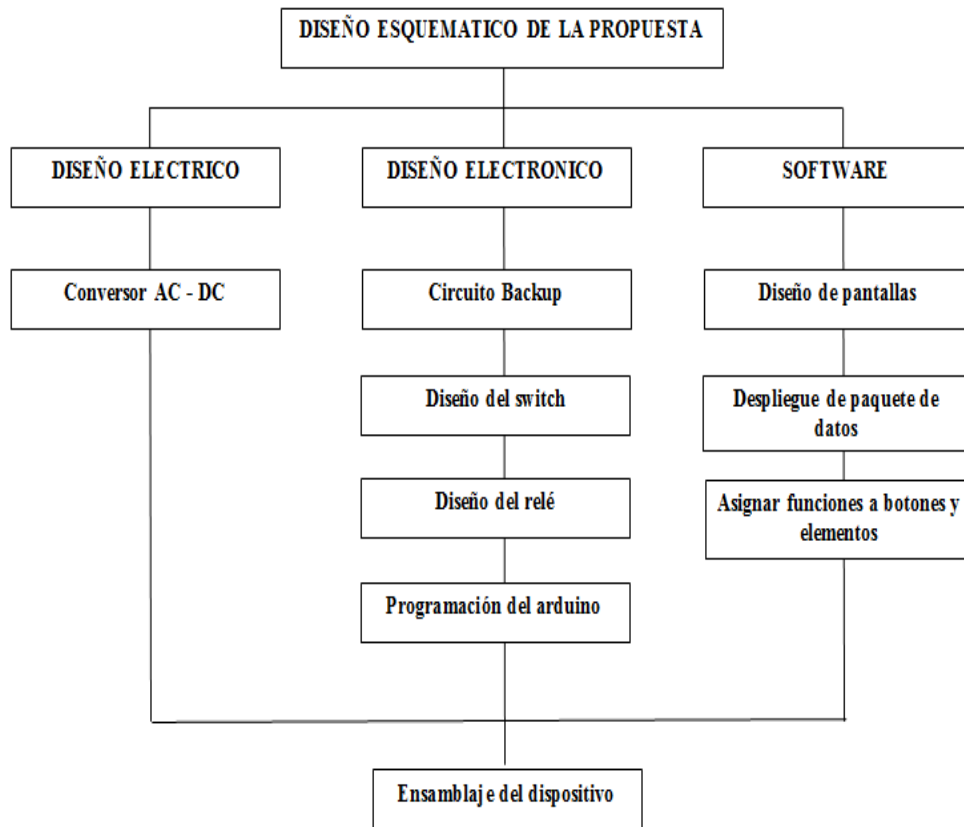 DISEÑO ESQUEMATICO DE LA PROPUESTA
DISEÑO ELECTRICO
DISEÑO ELECTRONICO
SOFTWARE
Conversor AC - DC
Circuito Backup
Diseño de pantallas
Diseño del switch
Despliegue de paquete de
datos
Diseño del relé
Asignar funciones a botones y
elementos
Programación del arduino
Ensamblaje del dispositivo